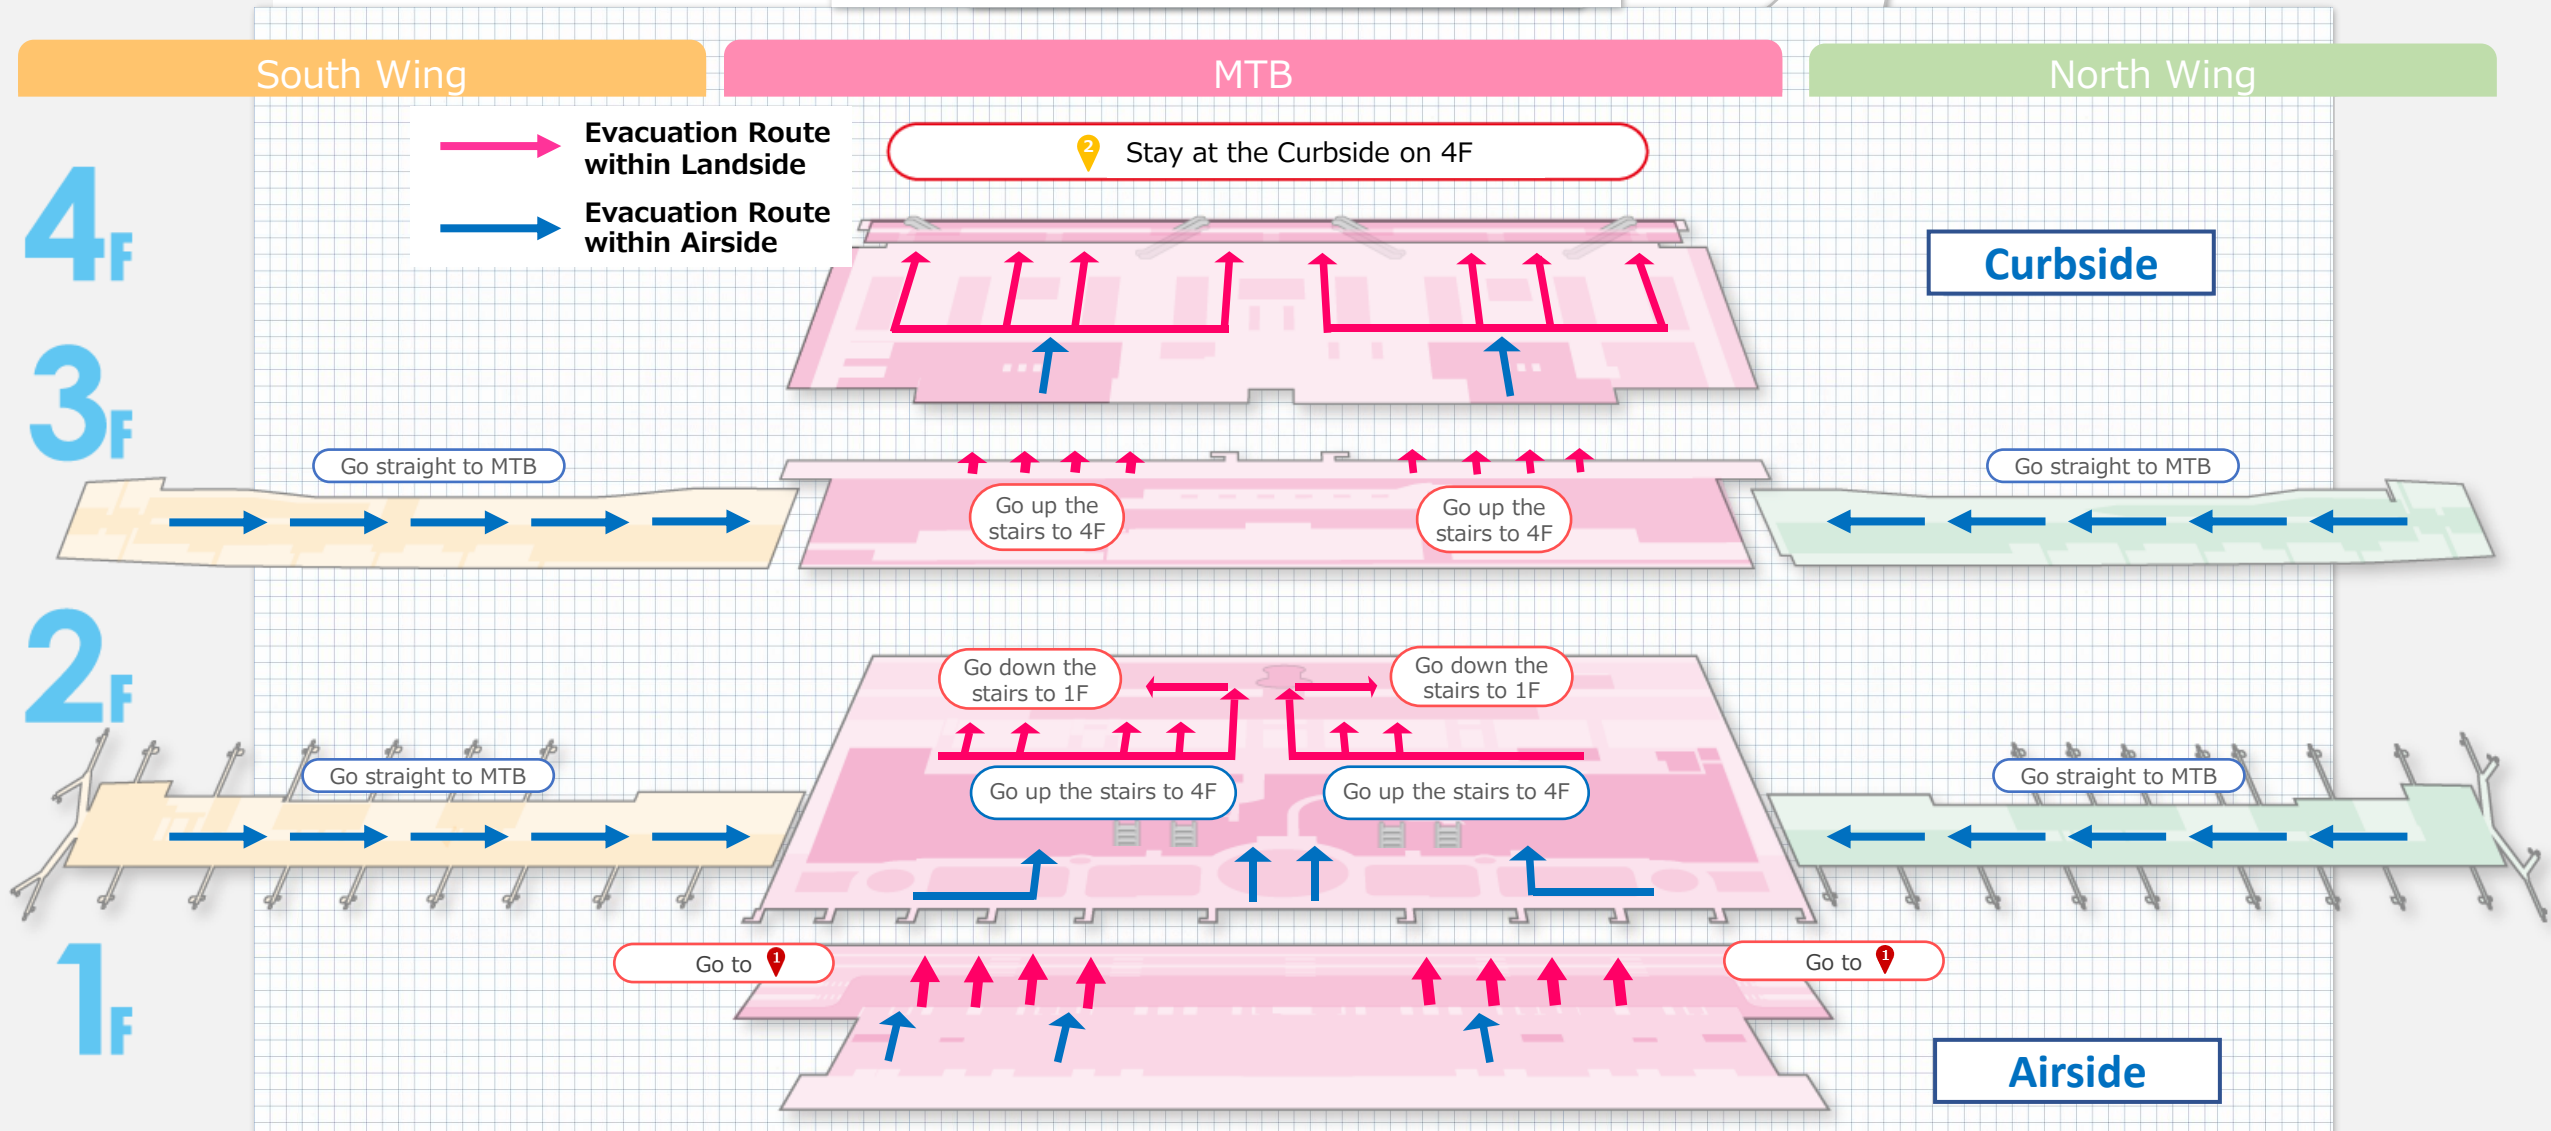 South Wing
MTB
North Wing
Evacuation Route
within Landside
Evacuation Route
within Airside
2 Stay at the Curbside on 4F
4F
Curbside
3F
Go straight to MTB
Go up the
stairs to 4F
Go up the
stairs to 4F
Go straight to MTB
2F
Go down the
stairs to 1F
Go down the
stairs to 1F
Go straight to MTB
Go up the stairs to 4F
Go up the stairs to 4F
Go straight to MTB
1F
Go to 1
Go to 1
Airside